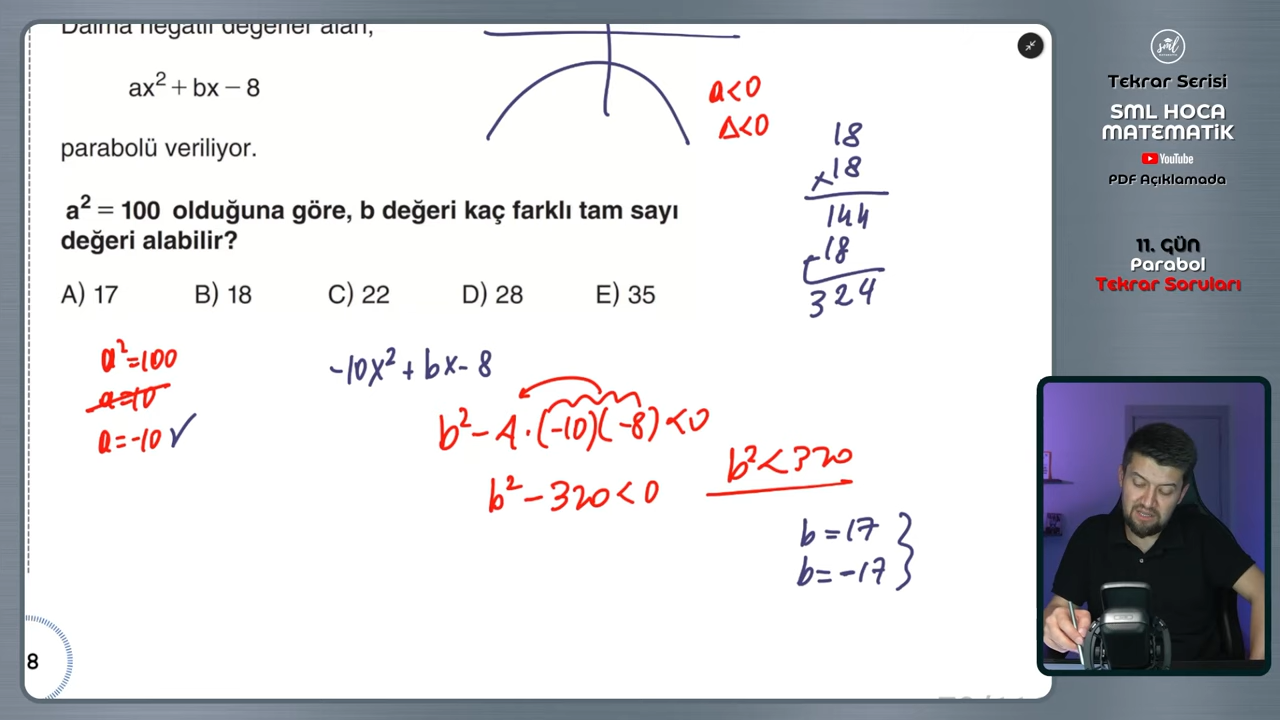 Daima negatif değerler alan,
ax² + bx − 8
parabolü veriliyor.
a² = 100 olduğuna göre, b değeri kaç farklı tam sayı
değeri alabilir?
A) 17 B) 18 C) 22 D) 28 E) 35
a<0
Δ<0
18
×18
144
18
324
a²=100
a=10
a=-10 ✓
-10x² + bx - 8
b² - 4·(-10)(-8) < 0
b² - 320 < 0
b² < 320
b = 17
b = -17
8
sml
Tekrar Serisi
SML HOCA
MATEMATİK
YouTube
PDF Açıklamada
11. GÜN
Parabol
Tekrar Soruları